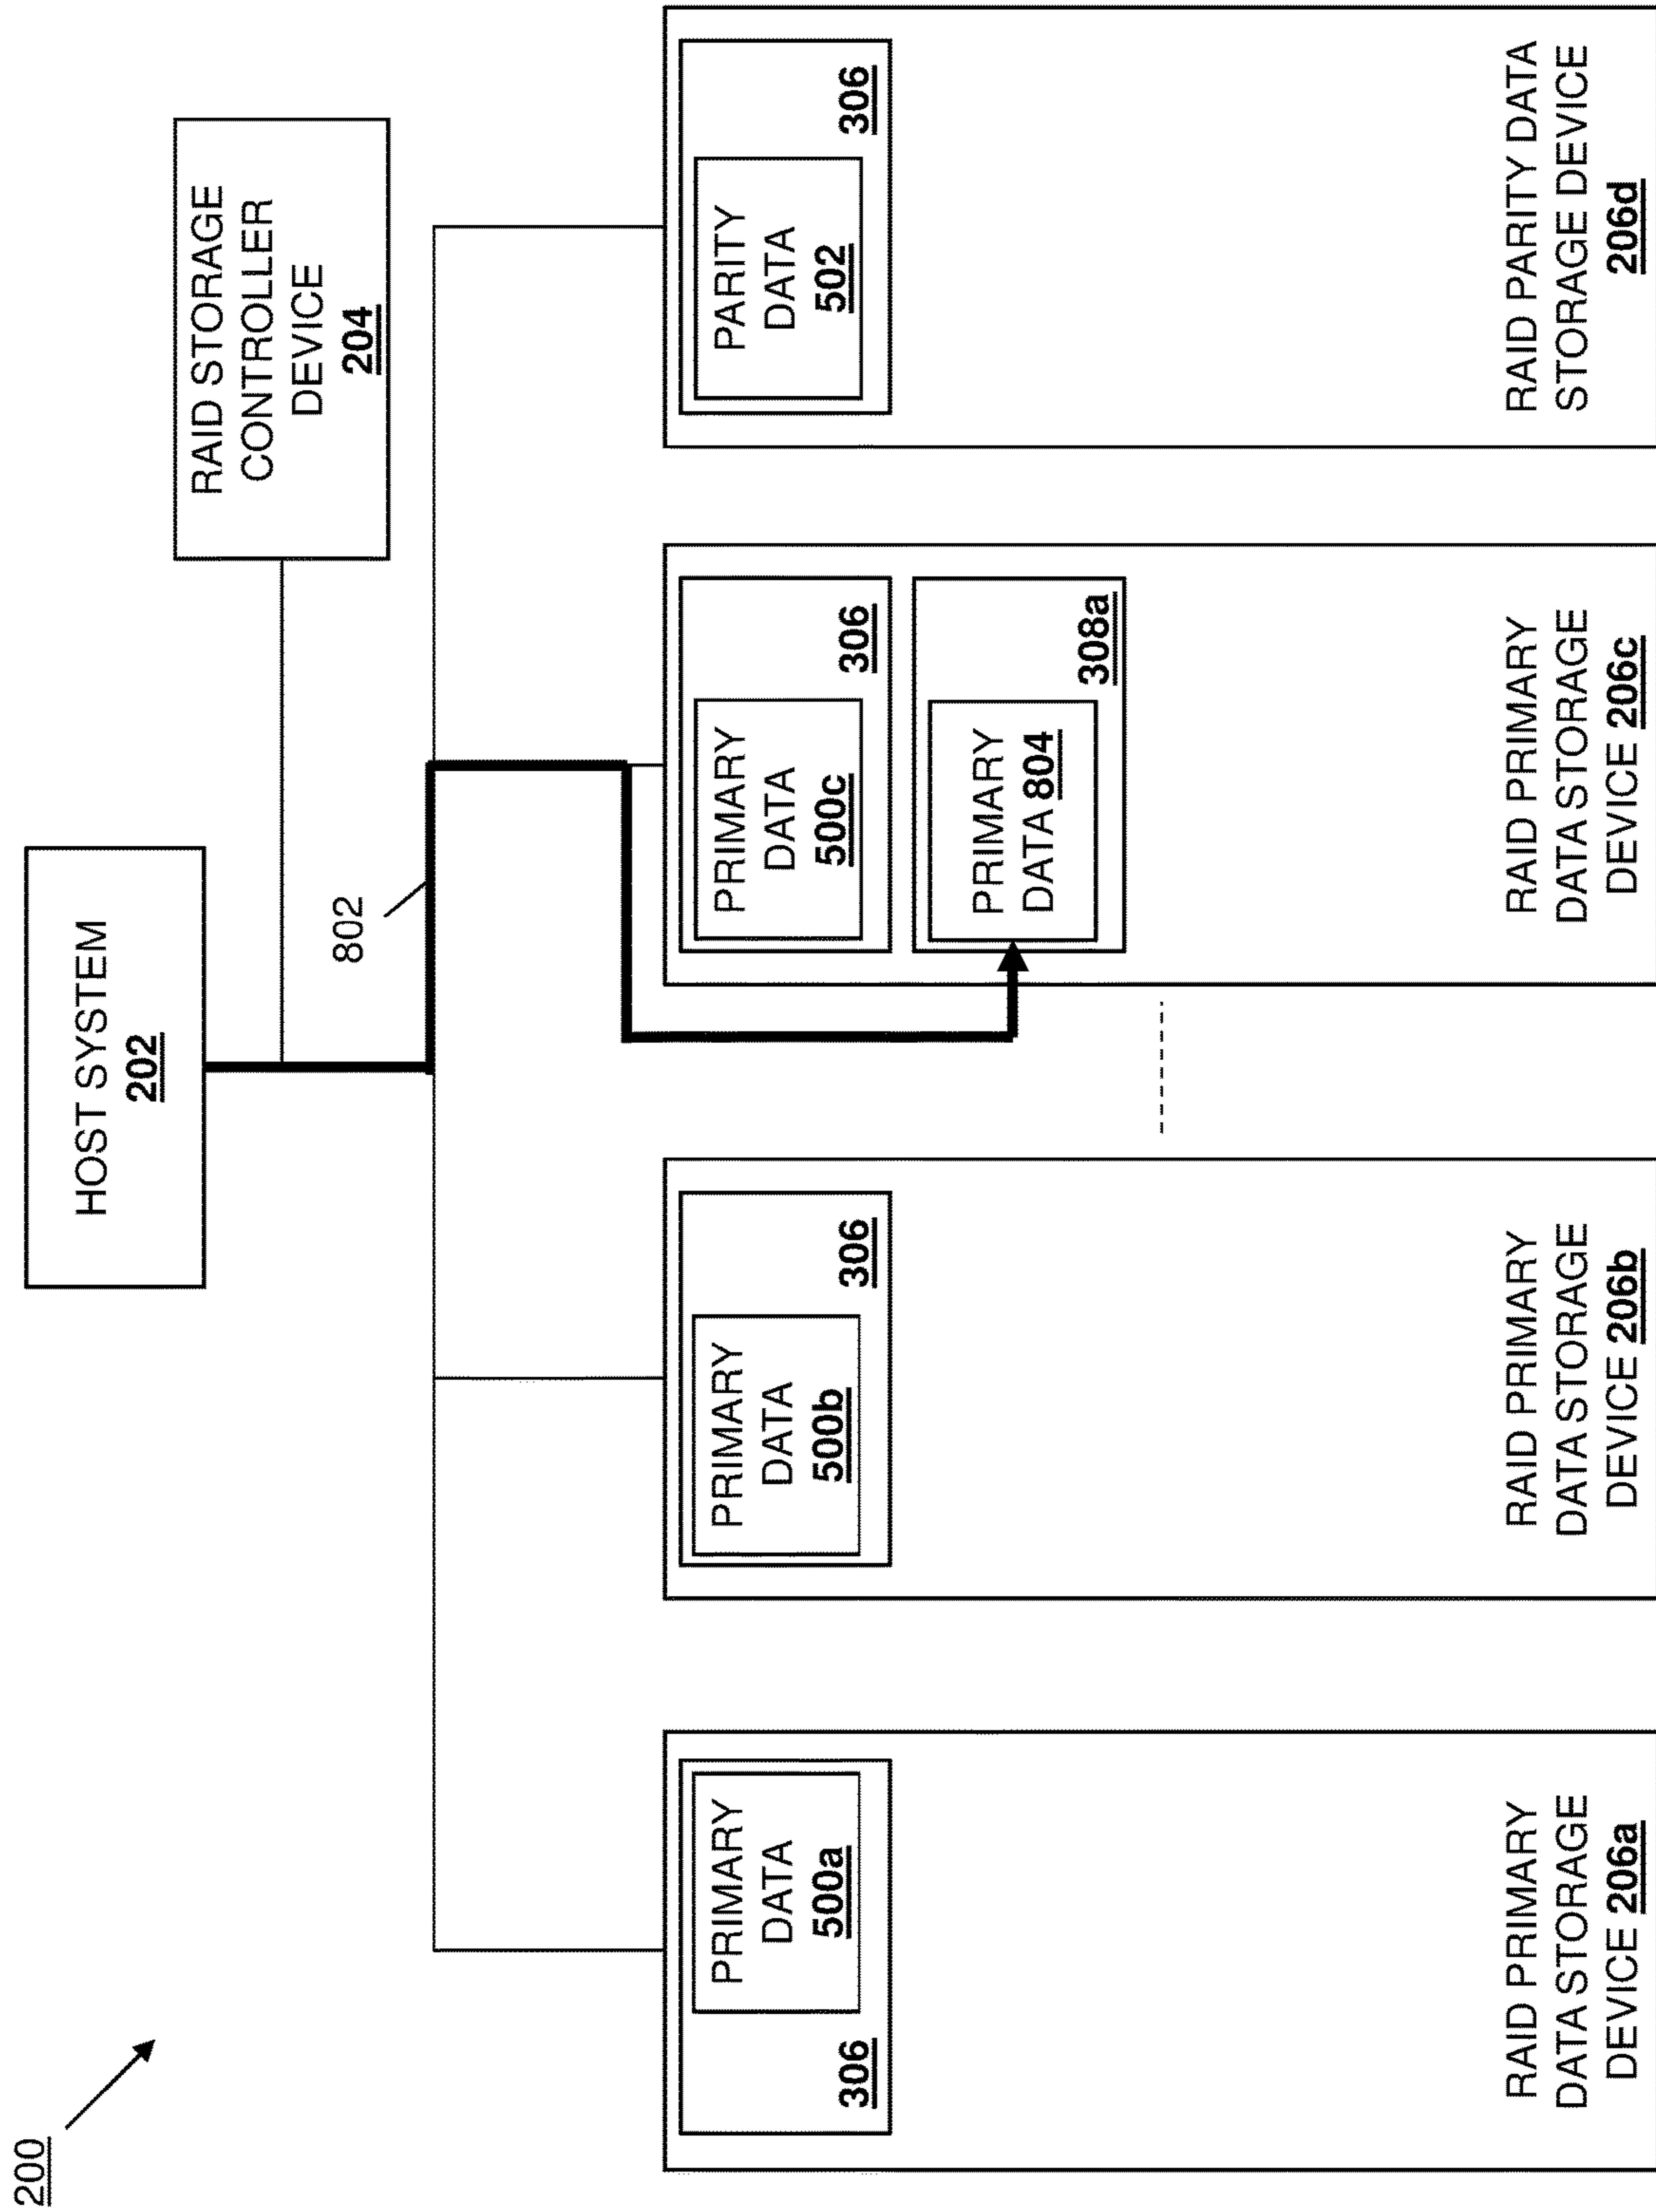 200
HOST SYSTEM
202
RAID STORAGE
CONTROLLER
DEVICE
204
802
306
PRIMARY
DATA
500a
RAID PRIMARY
DATA STORAGE
DEVICE 206a
PRIMARY
DATA
500b
306
RAID PRIMARY
DATA STORAGE
DEVICE 206b
PRIMARY
DATA
500c
306
PRIMARY
DATA 804
308a
RAID PRIMARY
DATA STORAGE
DEVICE 206c
PARITY
DATA
502
306
RAID PARITY DATA
STORAGE DEVICE
206d